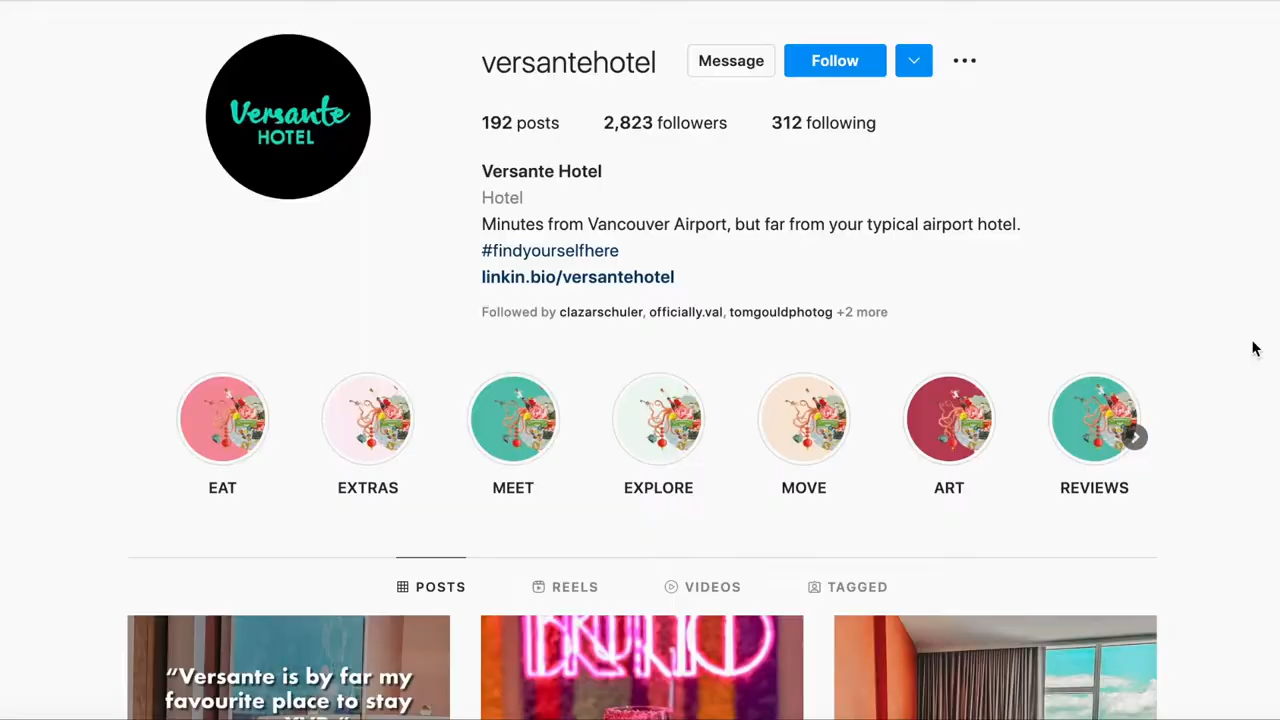 Versante
HOTEL
versantehotel
Message
Follow
192 posts
2,823 followers
312 following
Versante Hotel
Hotel
Minutes from Vancouver Airport, but far from your typical airport hotel.
#findyourselfhere
linkin.bio/versantehotel
Followed by clazarschuler, officially.val, tomgouldphotog +2 more
EAT
EXTRAS
MEET
EXPLORE
MOVE
ART
REVIEWS
POSTS
REELS
VIDEOS
TAGGED
“Versante is by far my
favourite place to stay